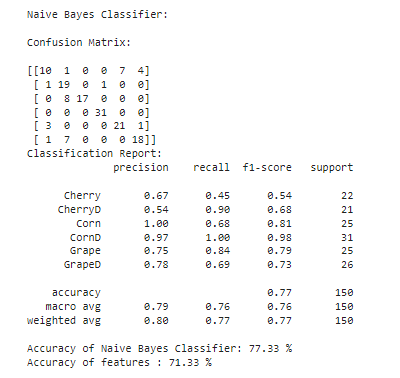 Naive Bayes Classifier:
Confusion Matrix:
[[10 1 0 0 7 4]
[ 1 19 0 1 0 0]
[ 0 8 17 0 0 0]
[ 0 0 0 31 0 0]
[ 3 0 0 0 21 1]
[ 1 7 0 0 0 18]]
Classification Report:
precision recall f1-score support
Cherry 0.67 0.45 0.54 22
CherryD 0.54 0.90 0.68 21
Corn 1.00 0.68 0.81 25
CornD 0.97 1.00 0.98 31
Grape 0.75 0.84 0.79 25
GrapeD 0.78 0.69 0.73 26
accuracy 0.77 150
macro avg 0.79 0.76 0.76 150
weighted avg 0.80 0.77 0.77 150
Accuracy of Naive Bayes Classifier: 77.33 %
Accuracy of features : 71.33 %